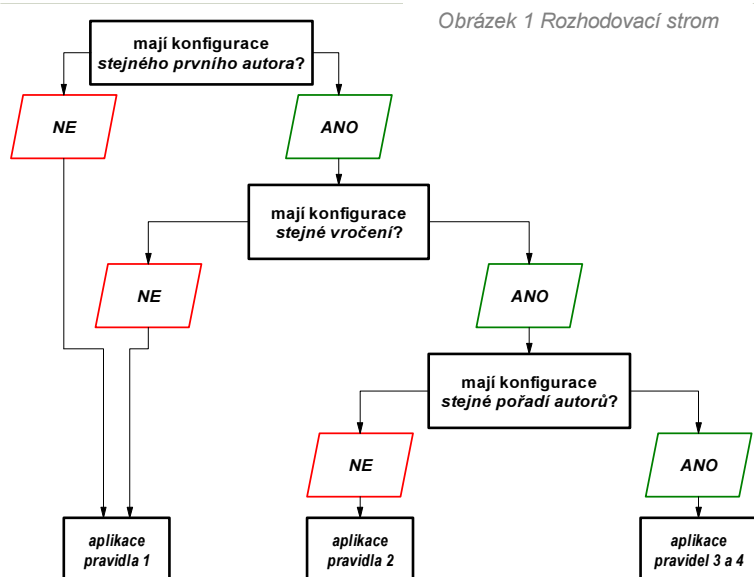 Obrázek 1 Rozhodovací strom
mají konfigurace
stejného prvního autora?
NE
ANO
mají konfigurace
stejné vročení?
NE
ANO
mají konfigurace
stejné pořadí autorů?
NE
ANO
aplikace
pravidla 1
aplikace
pravidla 2
aplikace
pravidel 3 a 4